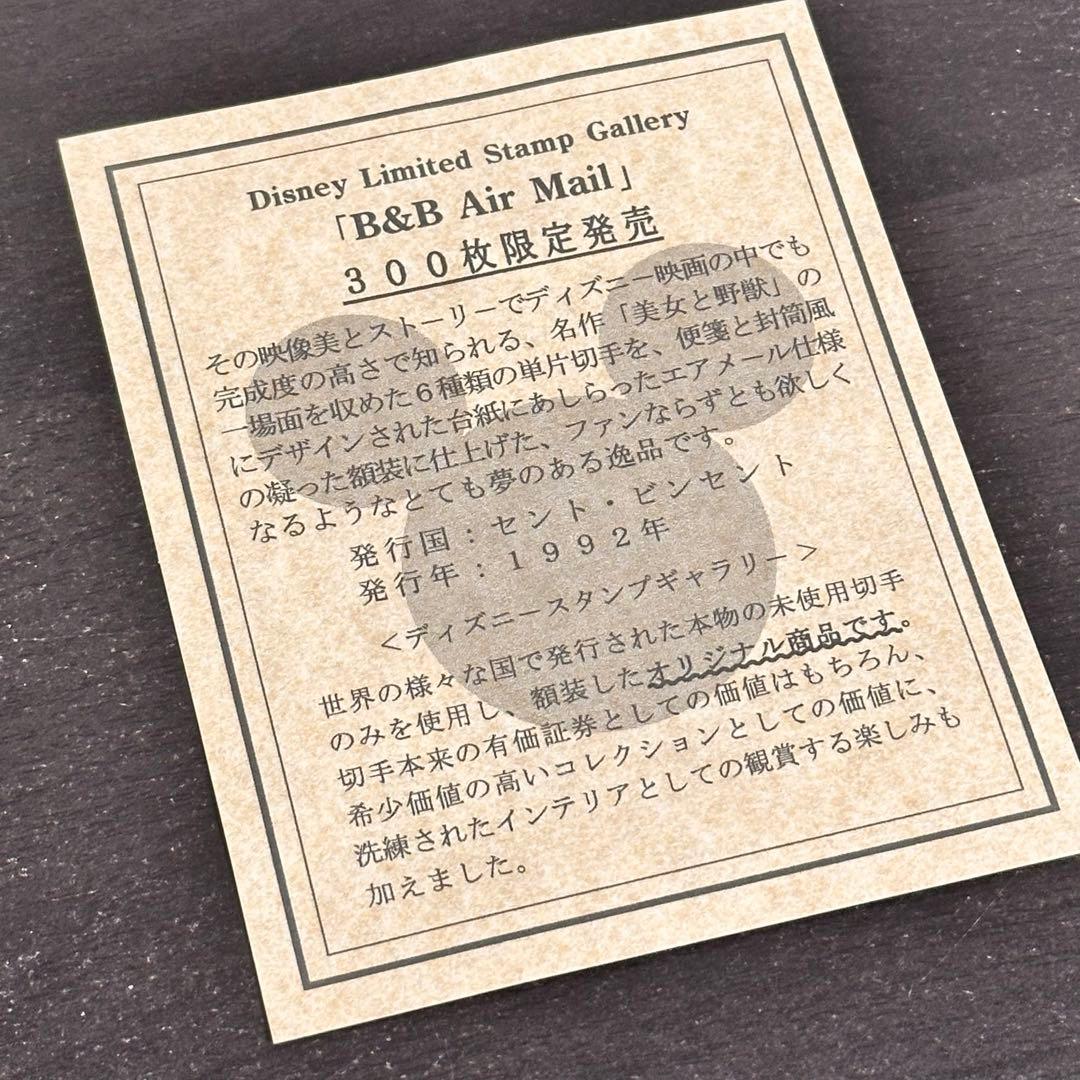 Disney Limited Stamp Gallery
「B&B Air Mail」
３００枚限定発売
その映像美とストーリーでディズニー映画の中でも
完成度の高さで知られる、名作「美女と野獣」の
一場面を収めた６種類の単片切手を、便箋と封筒風
にデザインされた台紙にあしらったエアメール仕様
の凝った額装に仕上げた、ファンならずとも欲しく
なるようなとても夢のある逸品です。
発行国：セント・ビンセント
発行年：１９９２年
＜ディズニースタンプギャラリー＞
世界の様々な国で発行された本物の未使用切手
のみを使用し、額装したオリジナル商品です。
切手本来の有価証券としての価値はもちろん、
希少価値の高いコレクションとしての価値に、
洗練されたインテリアとしての観賞する楽しみも
加えました。